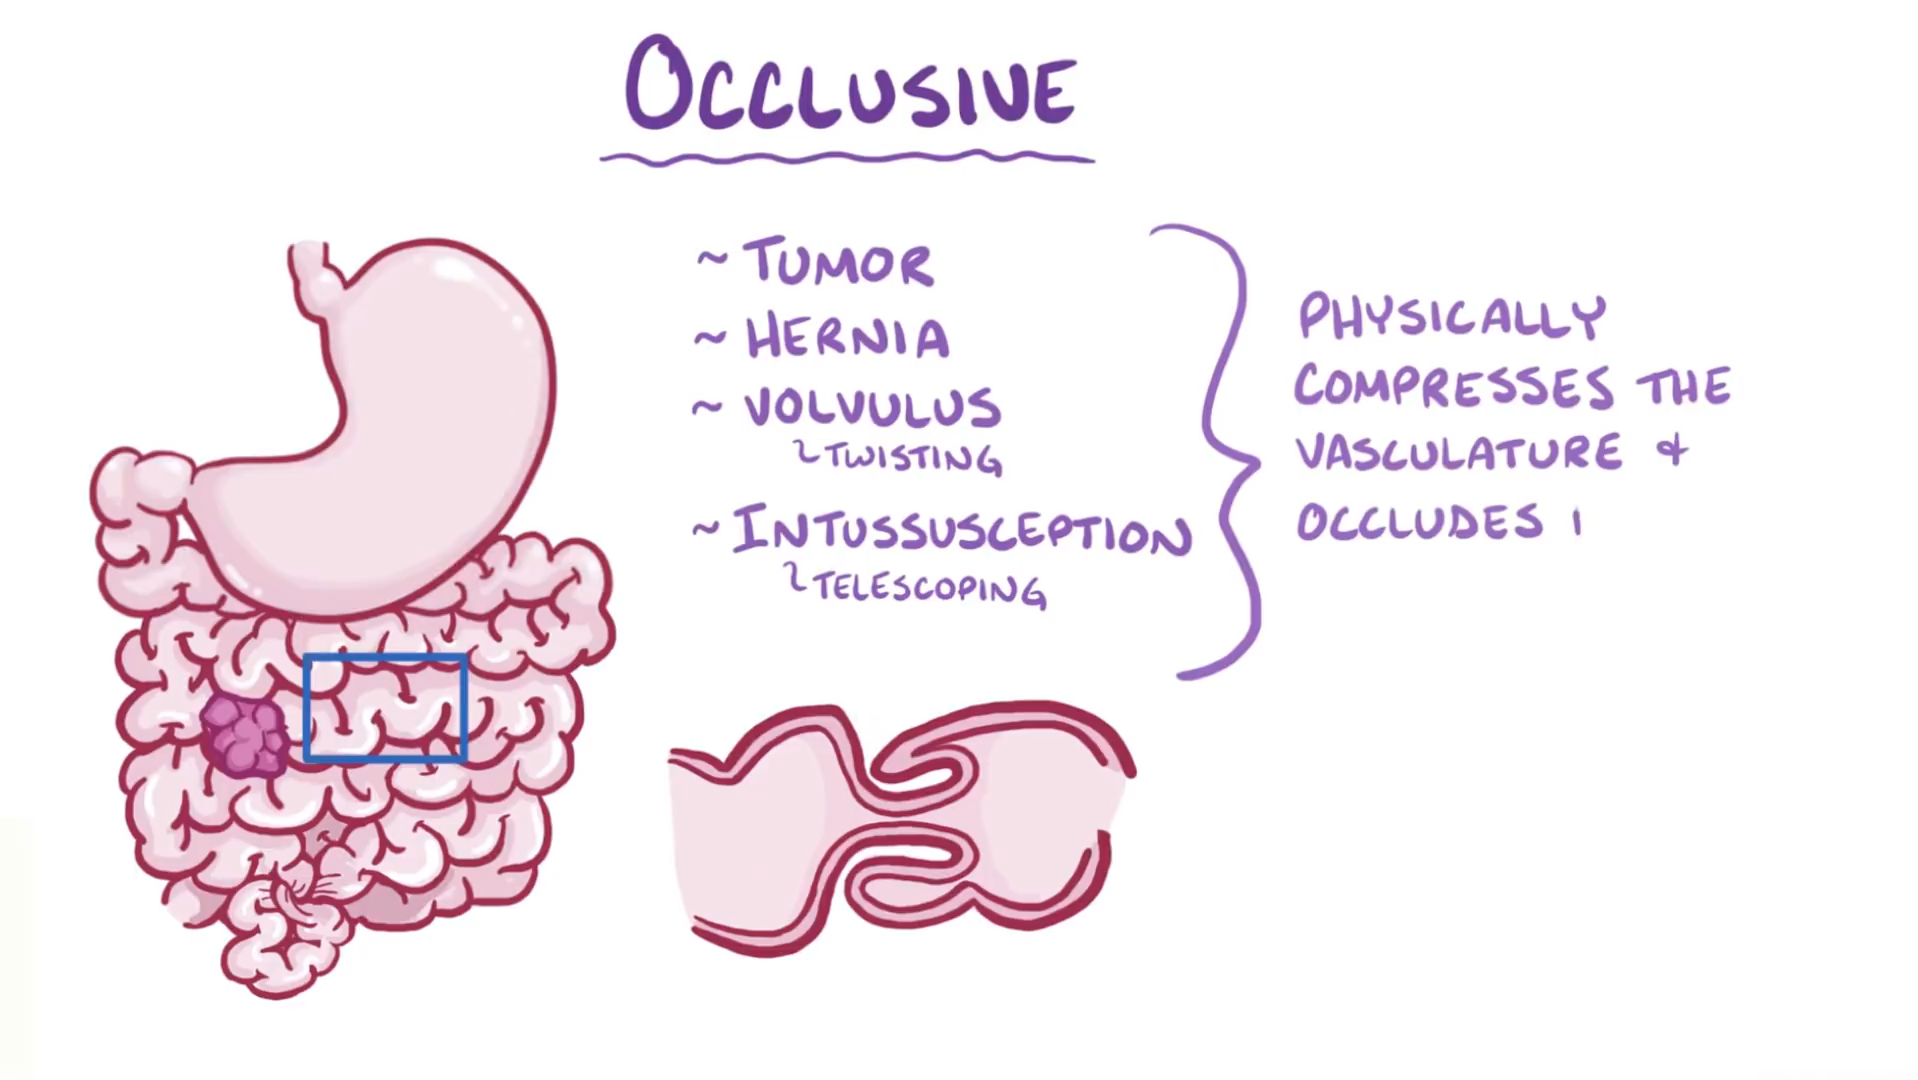 OCCLUSIVE
~ TUMOR
~ HERNIA
~ VOLVULUS
TWISTING
~ INTUSSUSCEPTION
TELESCOPING
PHYSICALLY
COMPRESSES THE
VASCULATURE &
OCCLUDES I